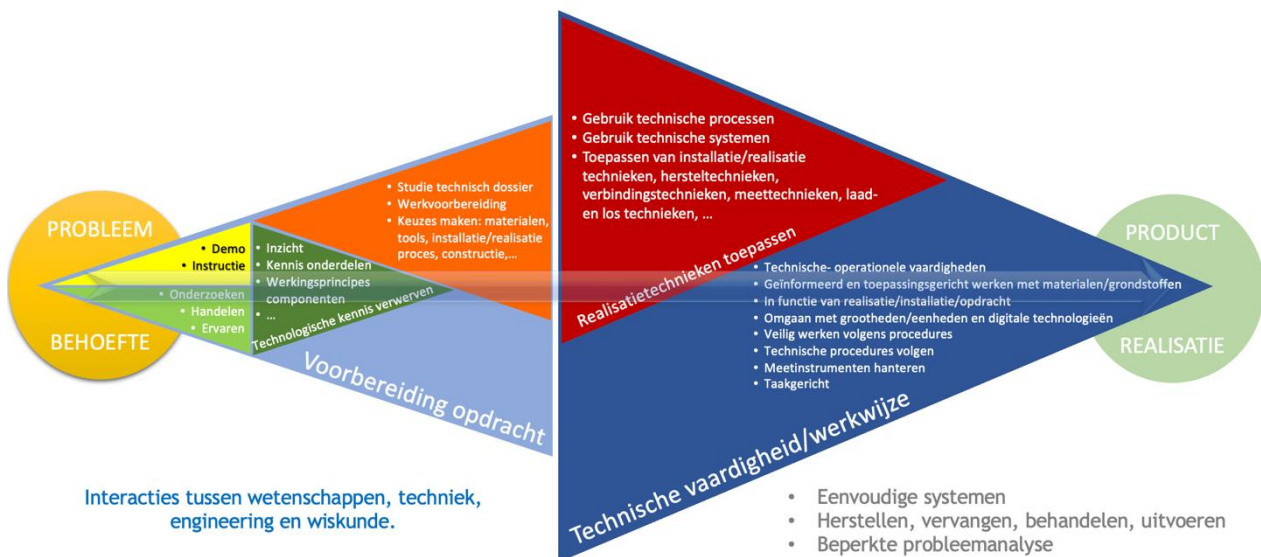 PROBLEEM
BEHOEFTE
• Demo
• Instructie
• Onderzoeken
• Handelen
• Ervaren
• Inzicht
• Kennis onderdelen
• Werkingsprincipes
componenten
• ...
Technologische kennis verwerven
• Studie technisch dossier
• Werkvoorbereiding
• Keuzes maken: materialen,
tools, installatie/realisatie
proces, constructie,...
Voorbereiding opdracht
• Gebruik technische processen
• Gebruik technische systemen
• Toepassen van installatie/realisatie
technieken, hersteltechnieken,
verbindingstechnieken, meettechnieken, laad-
en los technieken, ...
Realisatietechnieken toepassen
• Technische- operationele vaardigheden
• Geïnformeerd en toepassingsgericht werken met materialen/grondstoffen
• In functie van realisatie/installatie/opdracht
• Omgaan met grootheden/eenheden en digitale technologieën
• Veilig werken volgens procedures
• Technische procedures volgen
• Meetinstrumenten hanteren
• Taakgericht
Technische vaardigheid/werkwijze
PRODUCT
REALISATIE
Interacties tussen wetenschappen, techniek,
engineering en wiskunde.
• Eenvoudige systemen
• Herstellen, vervangen, behandelen, uitvoeren
• Beperkte probleemanalyse